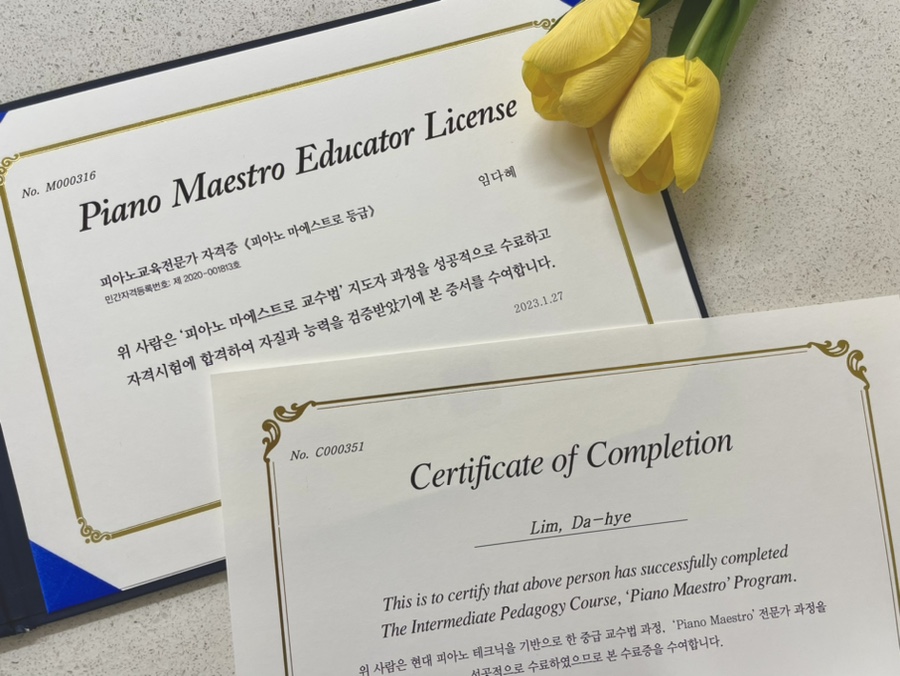 No. M000316
Piano Maestro Educator License
임다혜
피아노교육전문가 자격증 《피아노 마에스트로 등급》
민간자격등록번호: 제 2020-001813호
위 사람은 '피아노 마에스트로 교수법' 지도자 과정을 성공적으로 수료하고
자격시험에 합격하여 자질과 능력을 검증받았기에 본 증서를 수여합니다.
2023.1.27
No. C000351
Certificate of Completion
Lim, Da-hye
This is to certify that above person has successfully completed
The Intermediate Pedagogy Course, 'Piano Maestro' Program.
위 사람은 현대 피아노 테크닉을 기반으로 한 중급 교수법 과정, 'Piano Maestro' 전문가 과정을
성공적으로 수료하였으므로 본 수료증을 수여합니다.